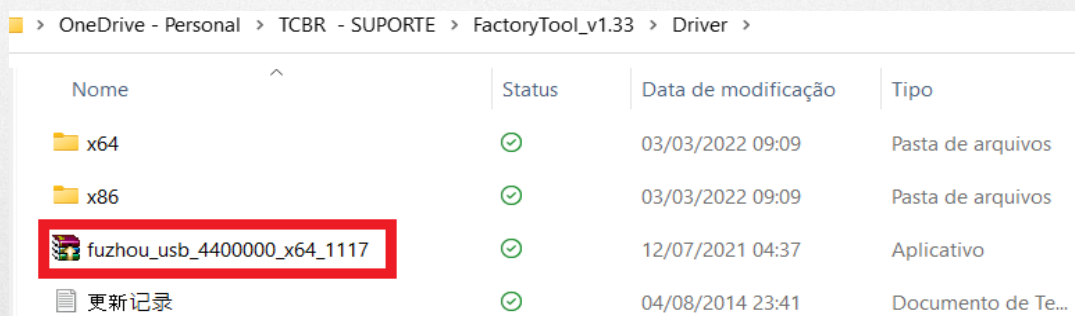 OneDrive - Personal > TCBR - SUPORTE > FactoryTool_v1.33 > Driver >
Nome Status Data de modificação Tipo
x64 03/03/2022 09:09 Pasta de arquivos
x86 03/03/2022 09:09 Pasta de arquivos
fuzhou_usb_4400000_x64_1117 12/07/2021 04:37 Aplicativo
更新记录 04/08/2014 23:41 Documento de Te...